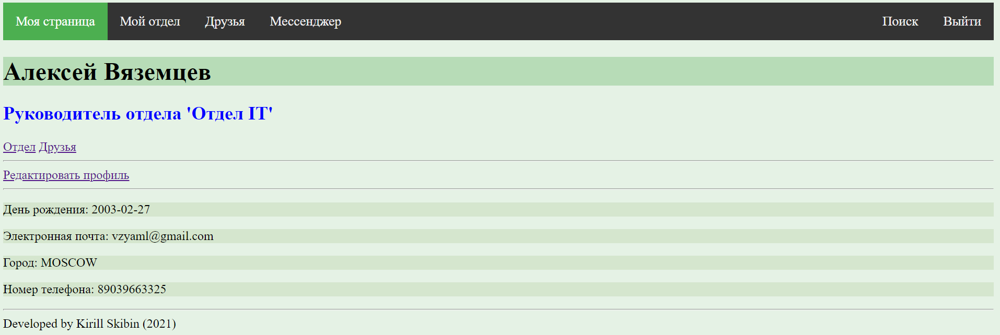 Моя страница Мой отдел Друзья Мессенджер Поиск Выйти
Алексей Вяземцев
Руководитель отдела 'Отдел IT'
Отдел Друзья
Редактировать профиль
День рождения: 2003-02-27
Электронная почта: vzyaml@gmail.com
Город: MOSCOW
Номер телефона: 89039663325
Developed by Kirill Skibin (2021)